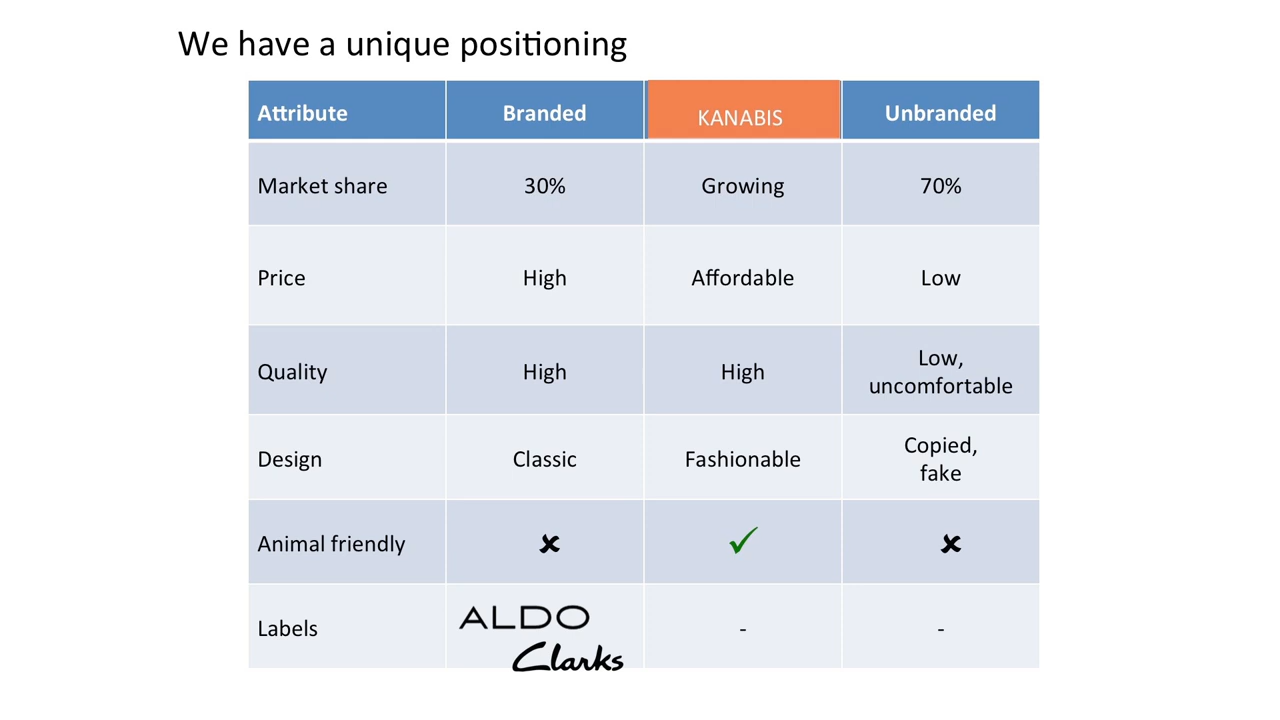 We have a unique positioning
Attribute Branded KANABIS Unbranded
Market share 30% Growing 70%
Price High Affordable Low
Quality High High Low,
uncomfortable
Design Classic Fashionable Copied,
fake
Animal friendly ✘ ✓ ✘
Labels ALDO - -
Clarks